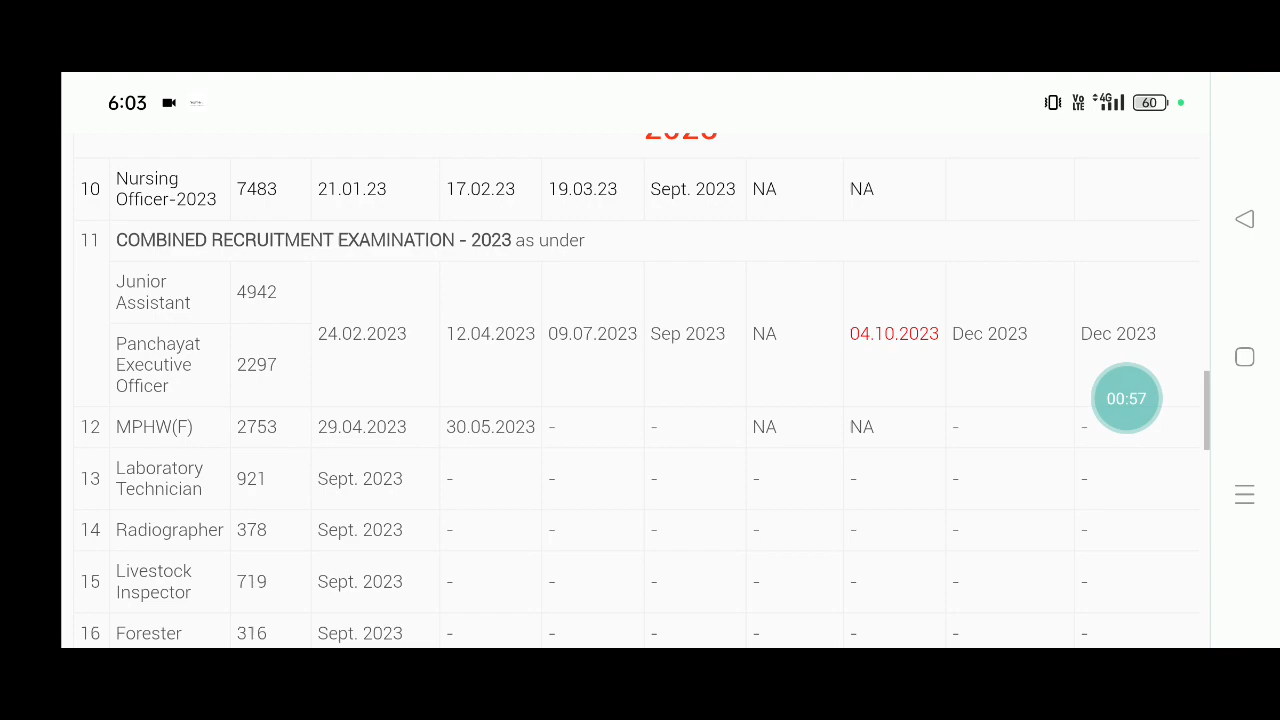 6:03
Vo LTE 4G 60
2023
10 Nursing Officer-2023 7483 21.01.23 17.02.23 19.03.23 Sept. 2023 NA NA
11 COMBINED RECRUITMENT EXAMINATION - 2023 as under
Junior Assistant 4942
24.02.2023 12.04.2023 09.07.2023 Sep 2023 NA 04.10.2023 Dec 2023 Dec 2023
Panchayat Executive Officer 2297
00:57
12 MPHW(F) 2753 29.04.2023 30.05.2023 - - NA NA - -
13 Laboratory Technician 921 Sept. 2023 - - - - - - -
14 Radiographer 378 Sept. 2023 - - - - - - -
15 Livestock Inspector 719 Sept. 2023 - - - - - - -
16 Forester 316 Sept. 2023 - - - - - - -